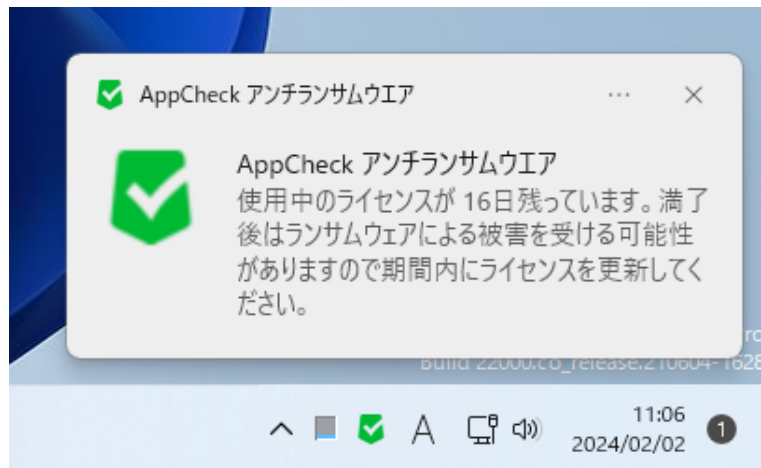 AppCheck アンチランサムウエア
AppCheck アンチランサムウエア
使用中のライセンスが 16日残っています。満了
後はランサムウェアによる被害を受ける可能性
がありますので期間内にライセンスを更新してく
ださい。
Build 22000.co_release.210604-1628
A
11:06
2024/02/02
1